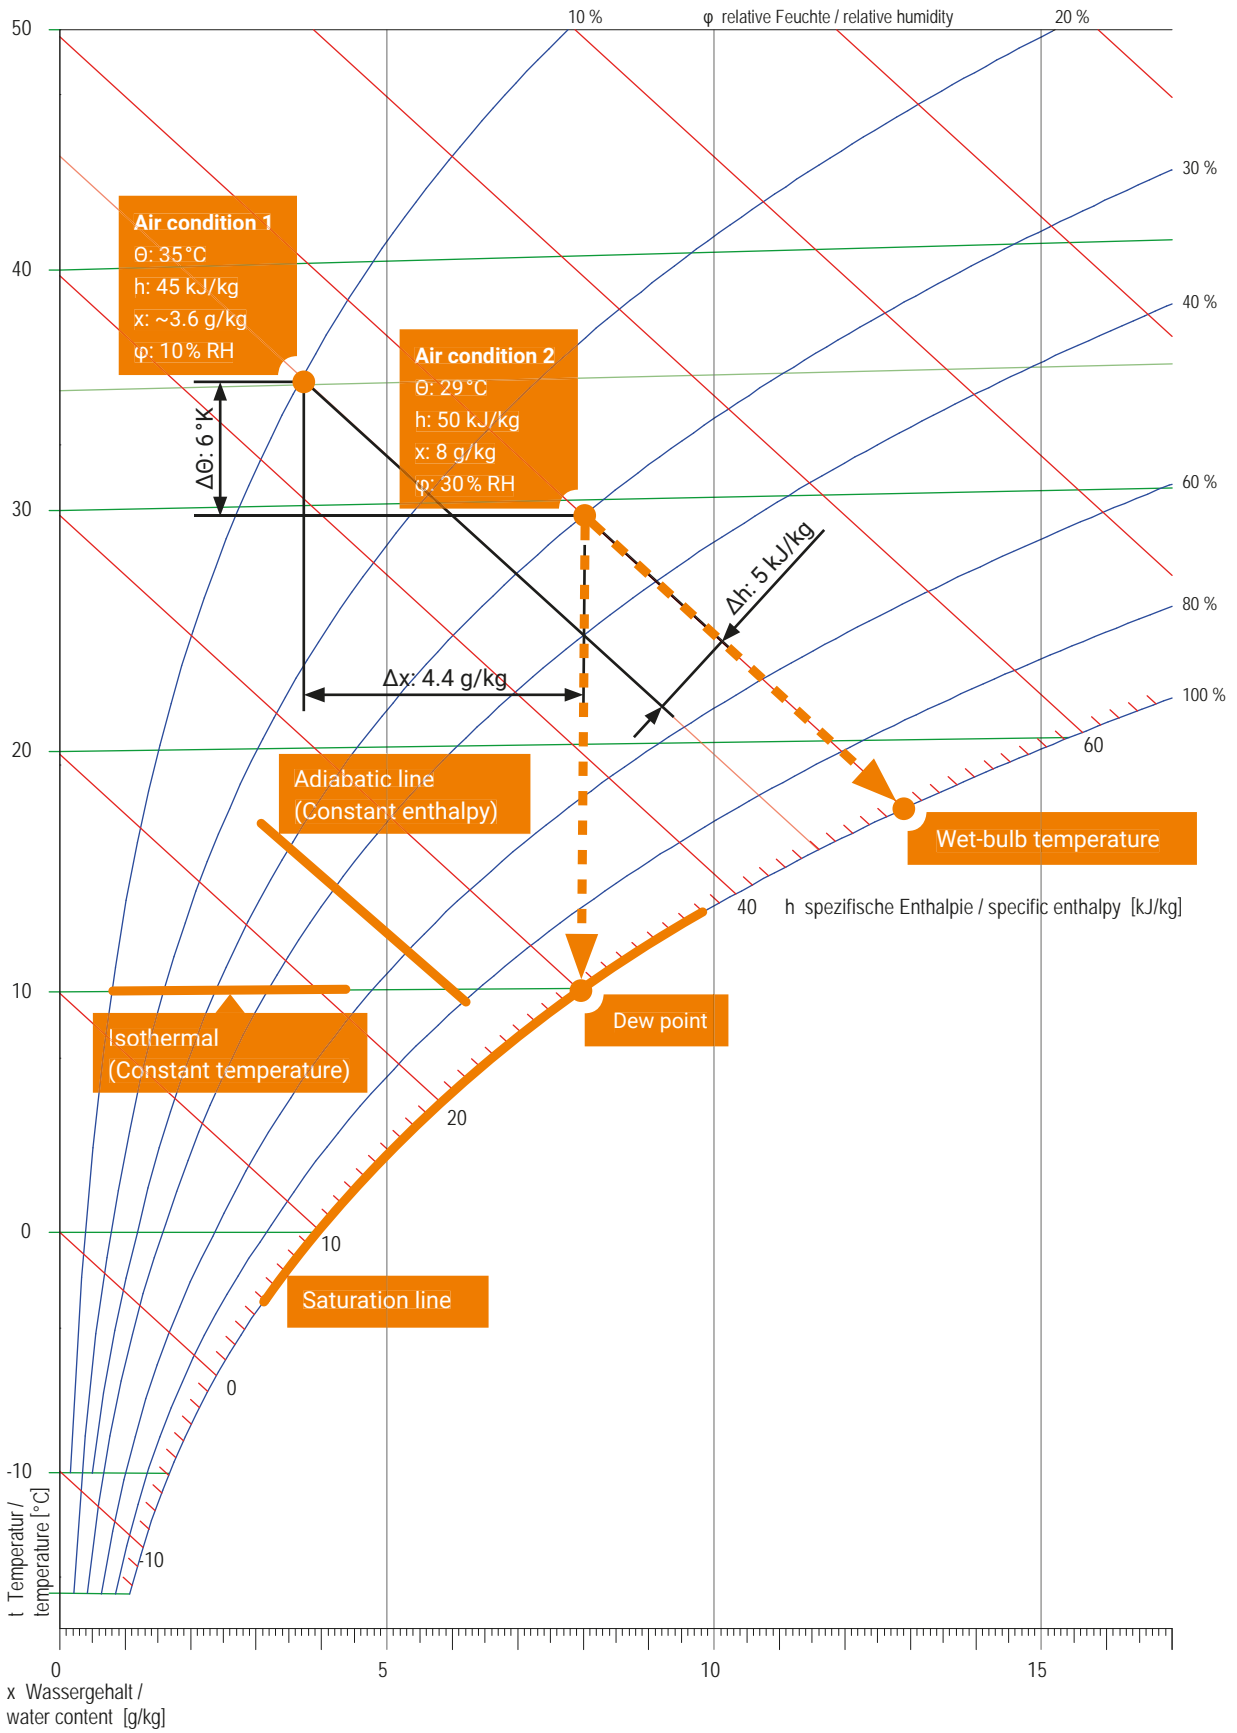 50
10 %
φ relative Feuchte / relative humidity
20 %
30 %
Air condition 1
Θ: 35°C
h: 45 kJ/kg
x: ~3.6 g/kg
φ: 10% RH
40
40 %
Air condition 2
Θ: 29°C
h: 50 kJ/kg
x: 8 g/kg
φ: 30% RH
ΔΘ: 6°K
30
60 %
Δh: 5 kJ/kg
80 %
Δx: 4.4 g/kg
100 %
20
60
Adiabatic line
(Constant enthalpy)
Wet-bulb temperature
40
h spezifische Enthalpie / specific enthalpy [kJ/kg]
10
Dew point
Isothermal
(Constant temperature)
20
0
10
Saturation line
0
-10
-10
t Temperatur /
temperature [°C]
0
5
10
15
x Wassergehalt /
water content [g/kg]